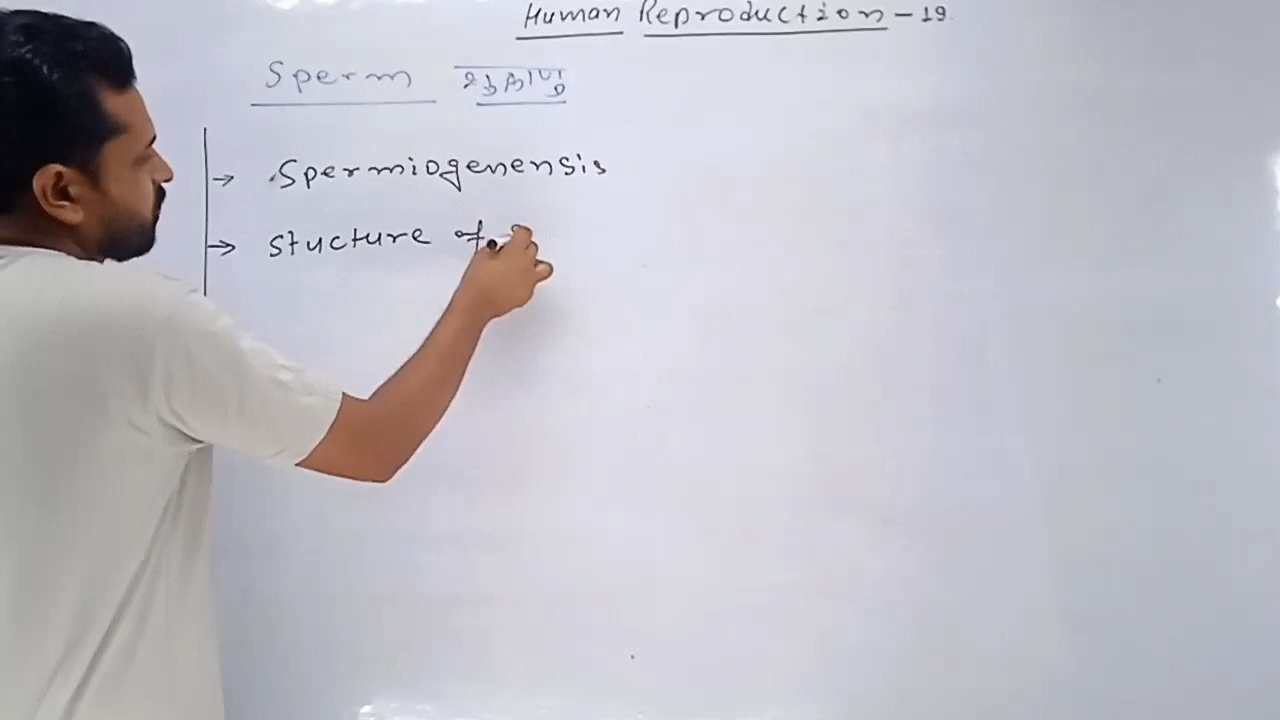 Human Reproduction - 19
Sperm शुक्राणु
→ Spermiogenensis
→ stucture of